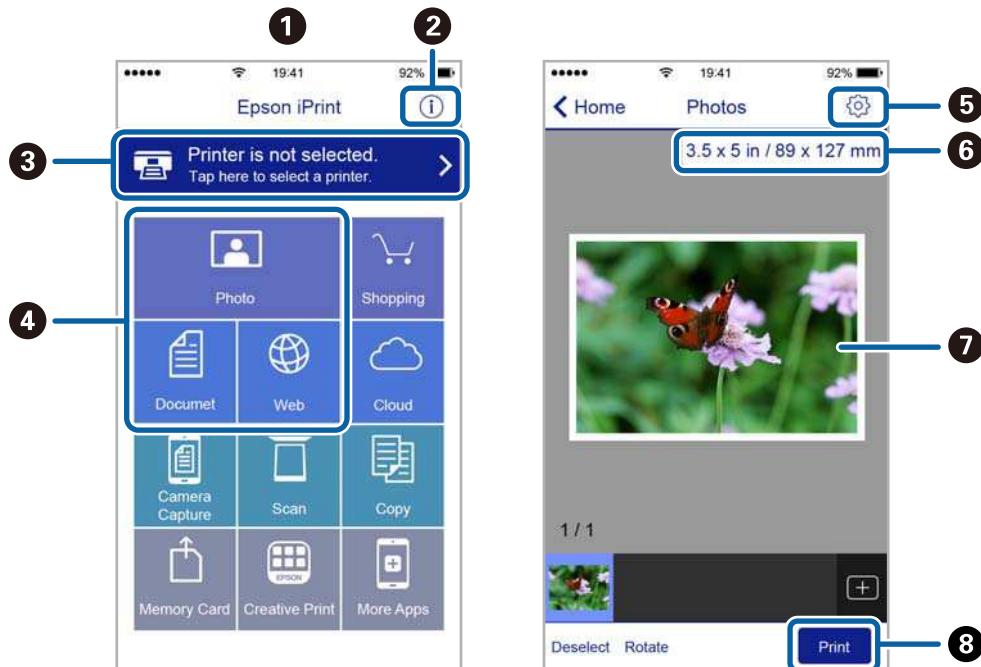 1
2
19:41
92%
Epson iPrint
3
Printer is not selected.
Tap here to select a printer.
4
Photo
Shopping
Documet
Web
Cloud
Camera
Capture
Scan
Copy
EPSON
Memory Card
Creative Print
More Apps
19:41
92%
Home
Photos
5
3.5 x 5 in / 89 x 127 mm
6
7
1 / 1
Deselect
Rotate
Print
8